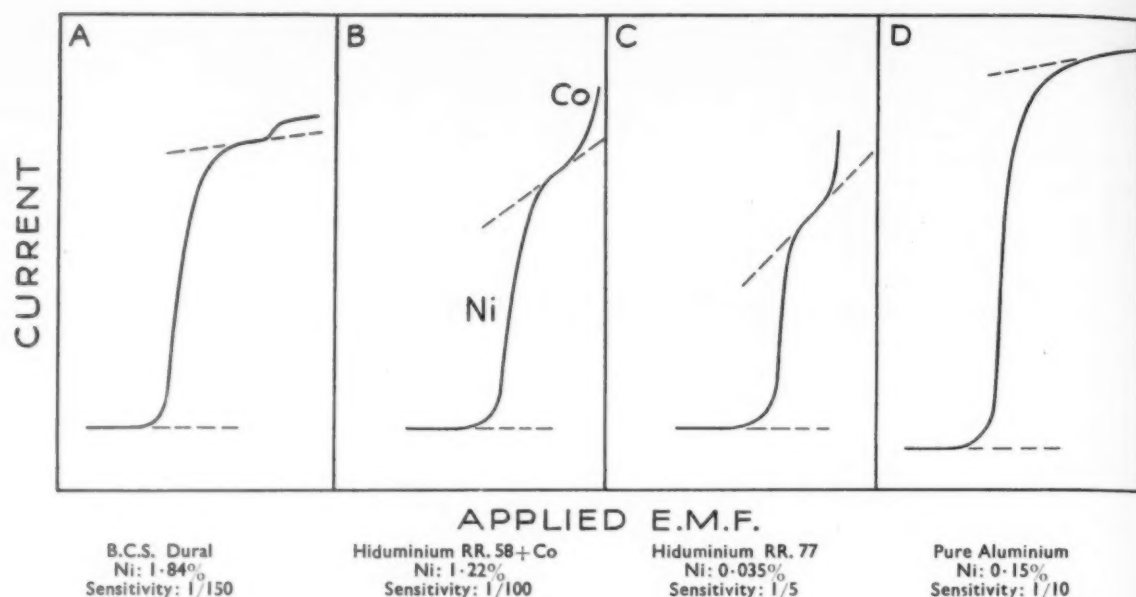 A
B
C
D
CURRENT
Co
Ni
APPLIED E.M.F.
B.C.S. Dural
Ni: 1·84%
Sensitivity: 1/150
Hiduminium RR. 58+Co
Ni: 1·22%
Sensitivity: 1/100
Hiduminium RR. 77
Ni: 0·035%
Sensitivity: 1/5
Pure Aluminium
Ni: 0·15%
Sensitivity: 1/10